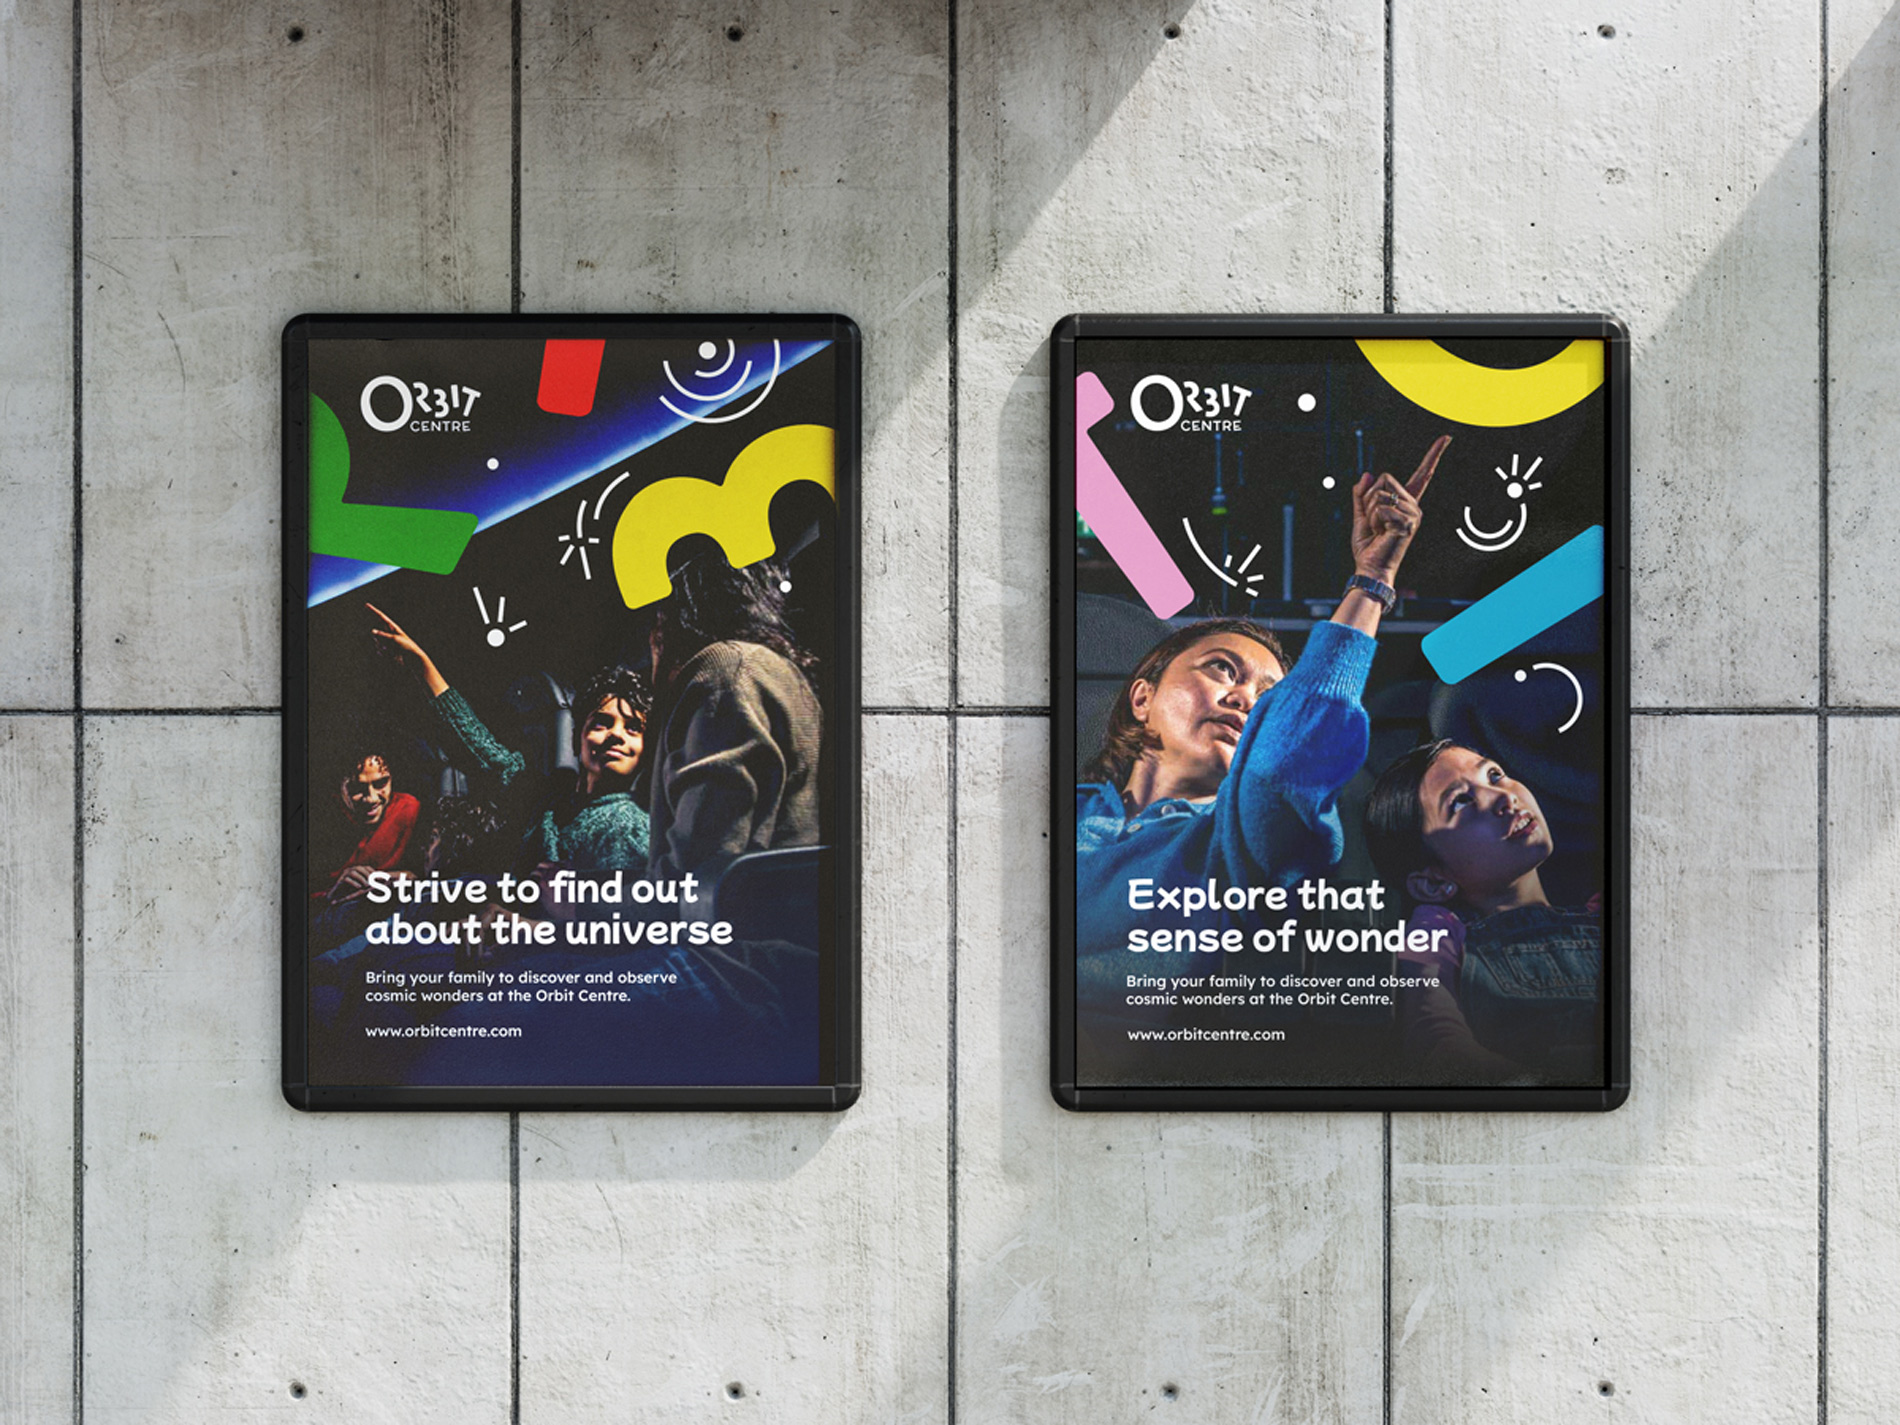 ORBIT
CENTRE
Strive to find out
about the universe
Bring your family to discover and observe
cosmic wonders at the Orbit Centre.
www.orbitcentre.com
ORBIT
CENTRE
Explore that
sense of wonder
Bring your family to discover and observe
cosmic wonders at the Orbit Centre.
www.orbitcentre.com